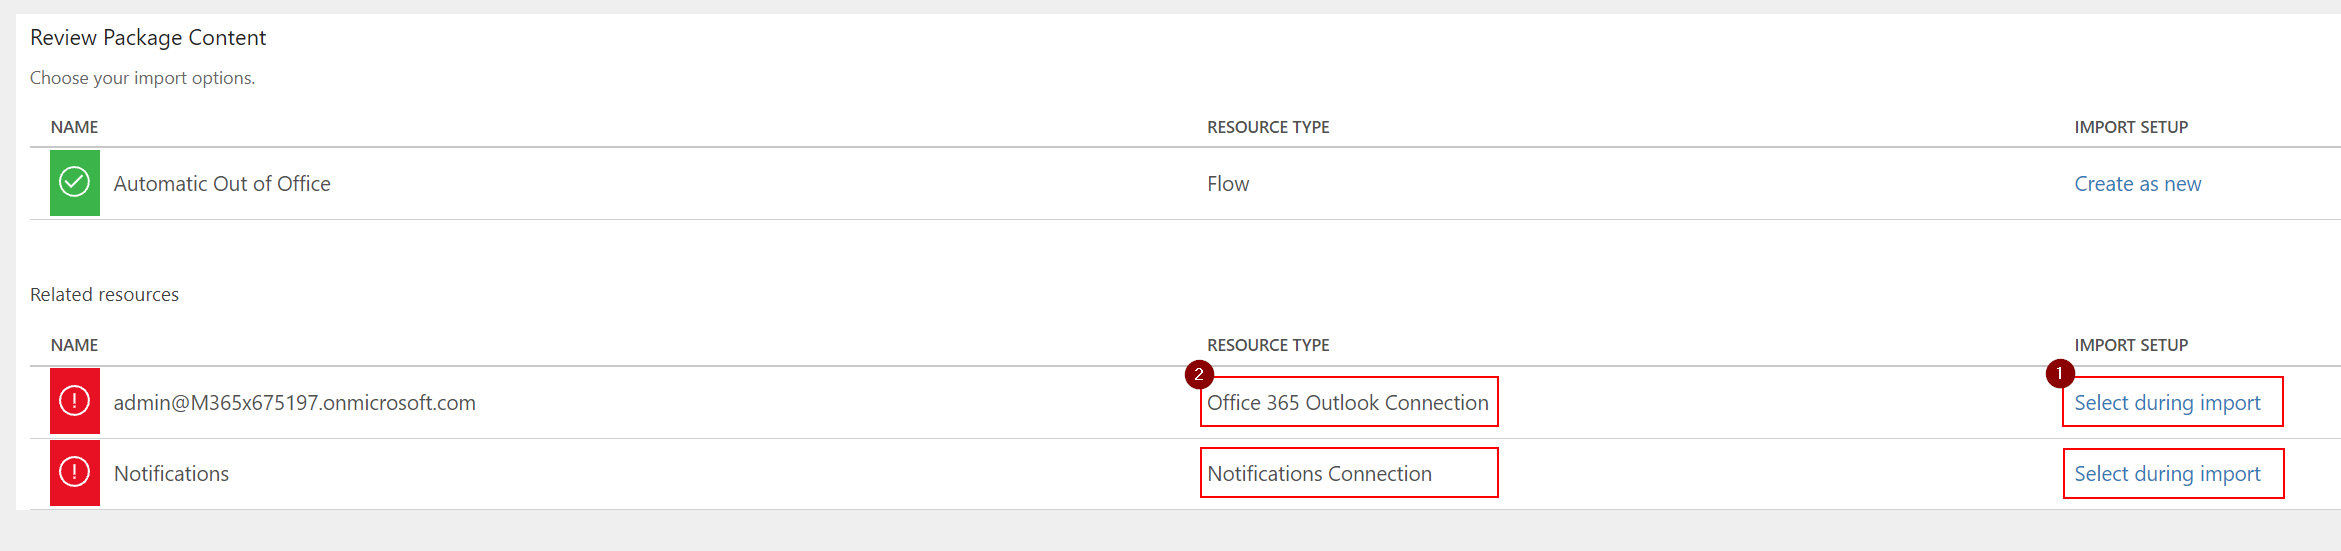 Review Package Content
Choose your import options.
NAME RESOURCE TYPE IMPORT SETUP
Automatic Out of Office Flow Create as new
Related resources
NAME RESOURCE TYPE IMPORT SETUP
2 1
admin@M365x675197.onmicrosoft.com Office 365 Outlook Connection Select during import
Notifications Notifications Connection Select during import